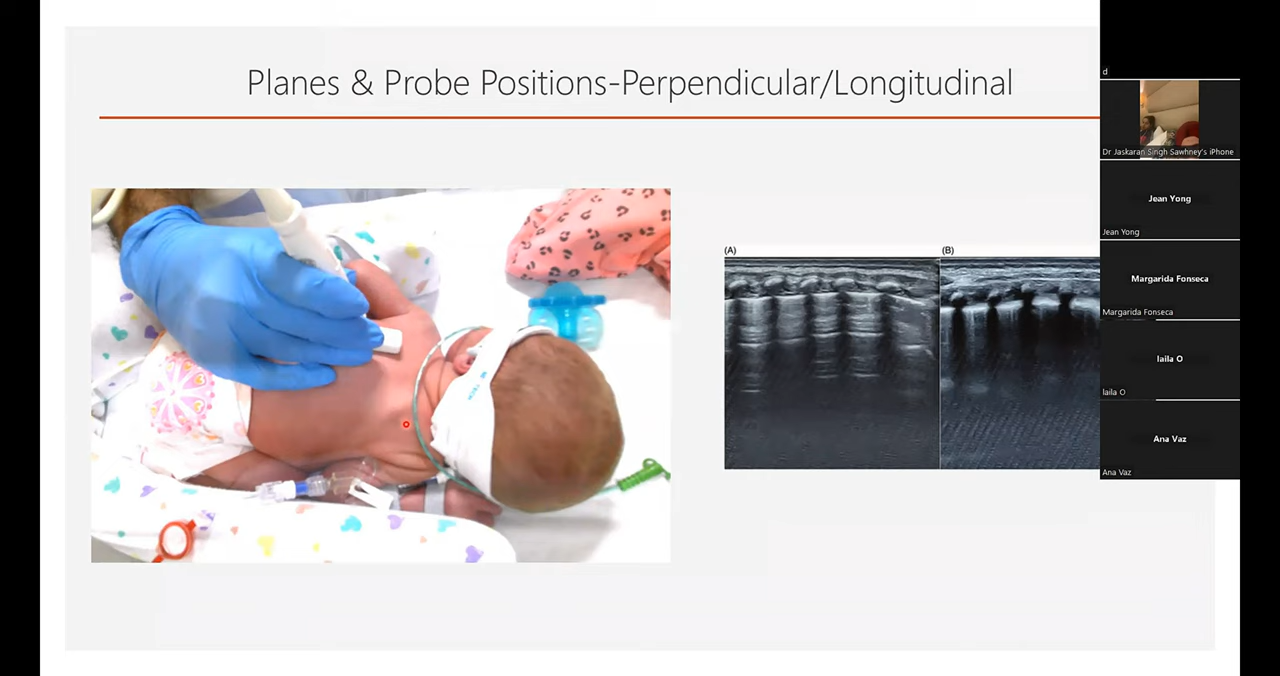 Planes & Probe Positions-Perpendicular/Longitudinal
(A)
(B)
d
Dr Jaskaran Singh Sawhney's iPhone
Jean Yong
Jean Yong
Margarida Fonseca
Margarida Fonseca
laila O
laila O
Ana Vaz
Ana Vaz